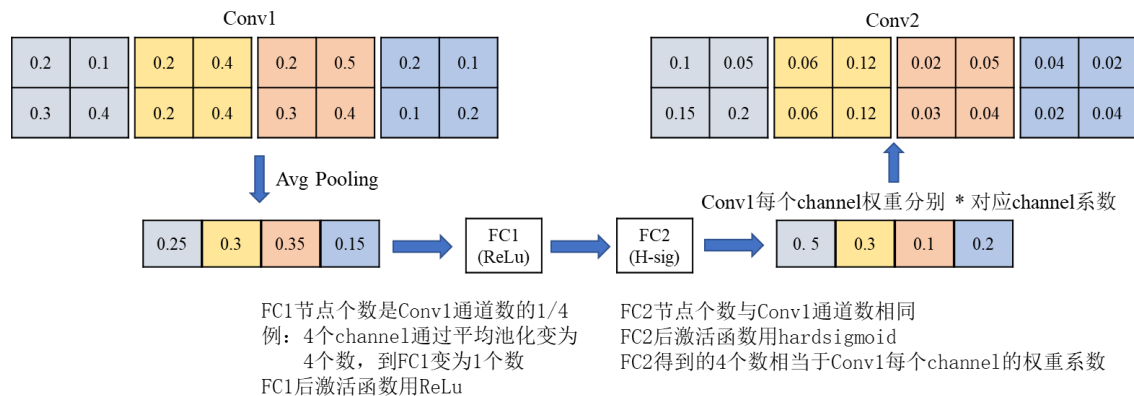 Conv1
Conv2
0.2 0.1 0.2 0.4 0.2 0.5 0.2 0.1
0.3 0.4 0.2 0.4 0.3 0.4 0.1 0.2
0.1 0.05 0.06 0.12 0.02 0.05 0.04 0.02
0.15 0.2 0.06 0.12 0.03 0.04 0.02 0.04
Avg Pooling
Conv1每个channel权重分别 * 对应channel系数
0.25 0.3 0.35 0.15
FC1
(ReLu)
FC2
(H-sig)
0. 5 0.3 0.1 0.2
FC1节点个数是Conv1通道数的1/4
例：4个channel通过平均池化变为
4个数，到FC1变为1个数
FC1后激活函数用ReLu
FC2节点个数与Conv1通道数相同
FC2后激活函数用hardsigmoid
FC2得到的4个数相当于Conv1每个channel的权重系数